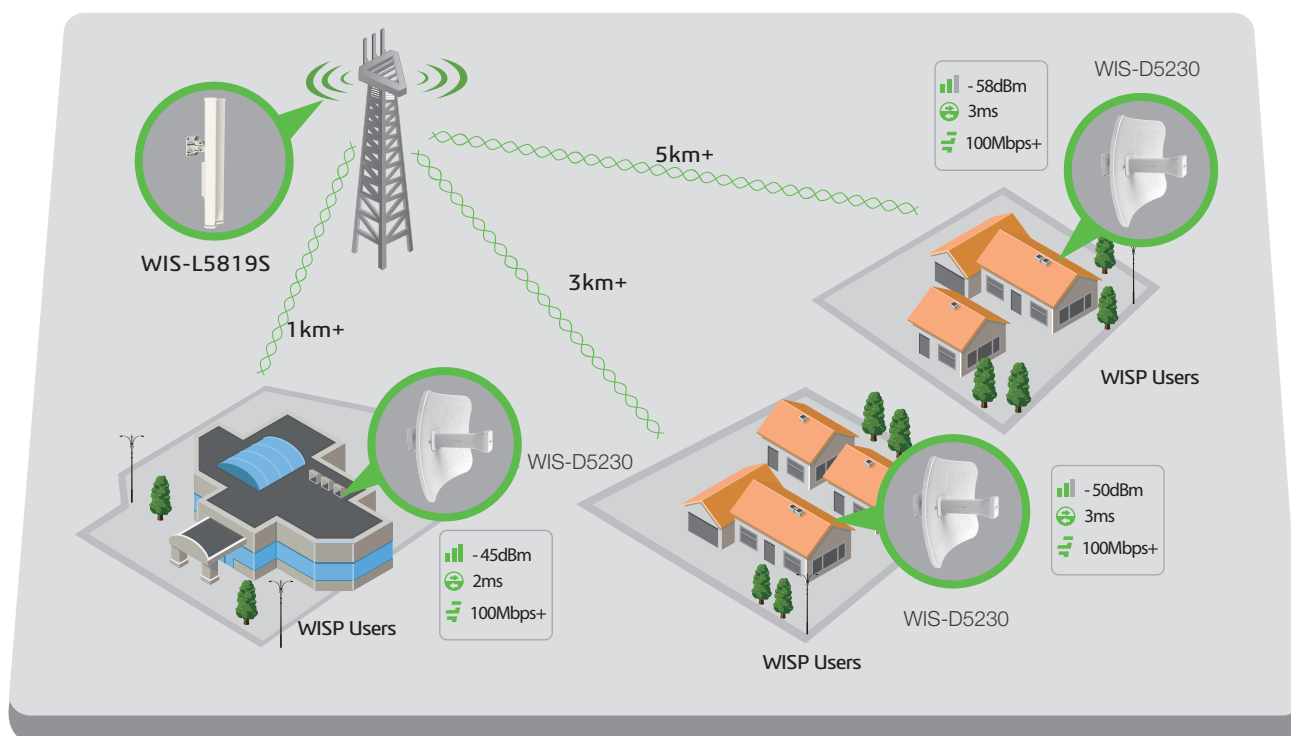 WIS-D5230
- 58dBm
3ms
100Mbps+
5km+
WIS-L5819S
3km+
1km+
WISP Users
WIS-D5230
- 45dBm
2ms
100Mbps+
WISP Users
- 50dBm
3ms
100Mbps+
WIS-D5230
WISP Users